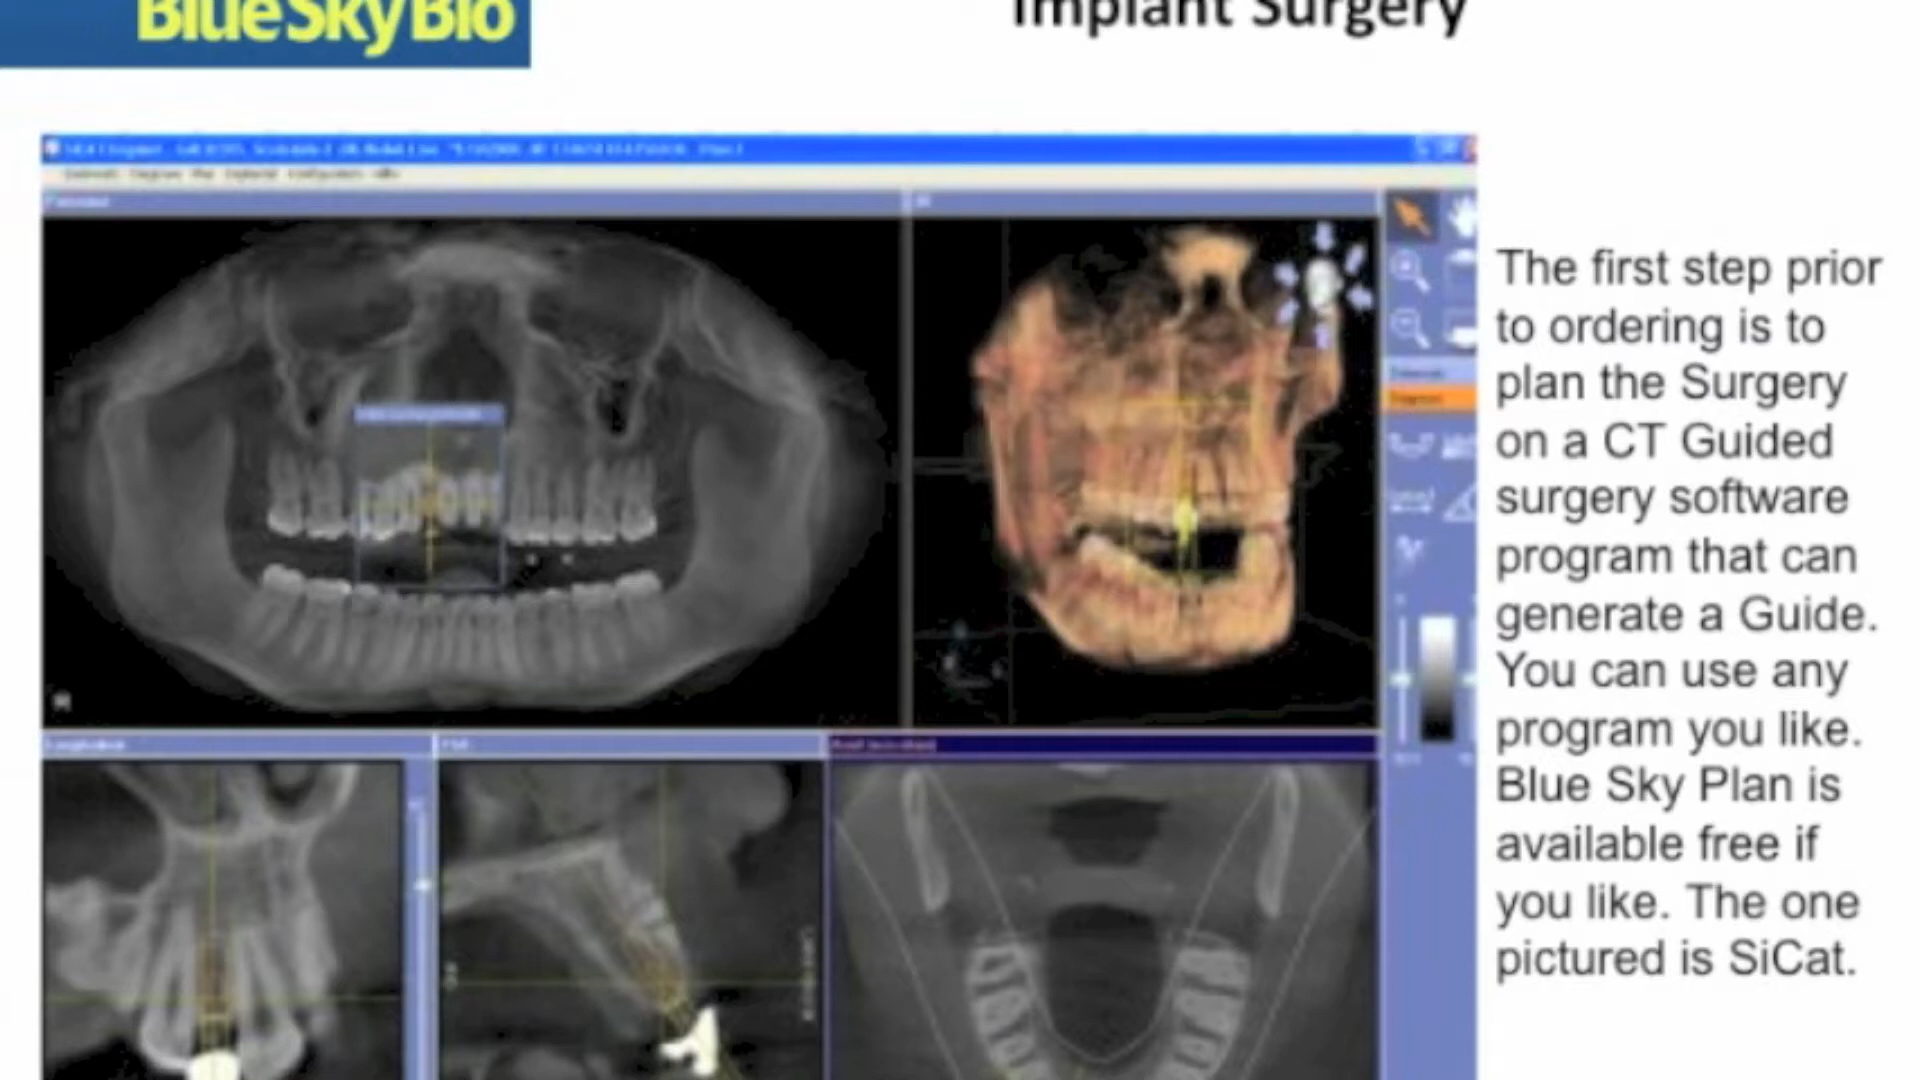 BlueSkyBio
Implant Surgery
The first step prior
to ordering is to
plan the Surgery
on a CT Guided
surgery software
program that can
generate a Guide.
You can use any
program you like.
Blue Sky Plan is
available free if
you like. The one
pictured is SiCat.